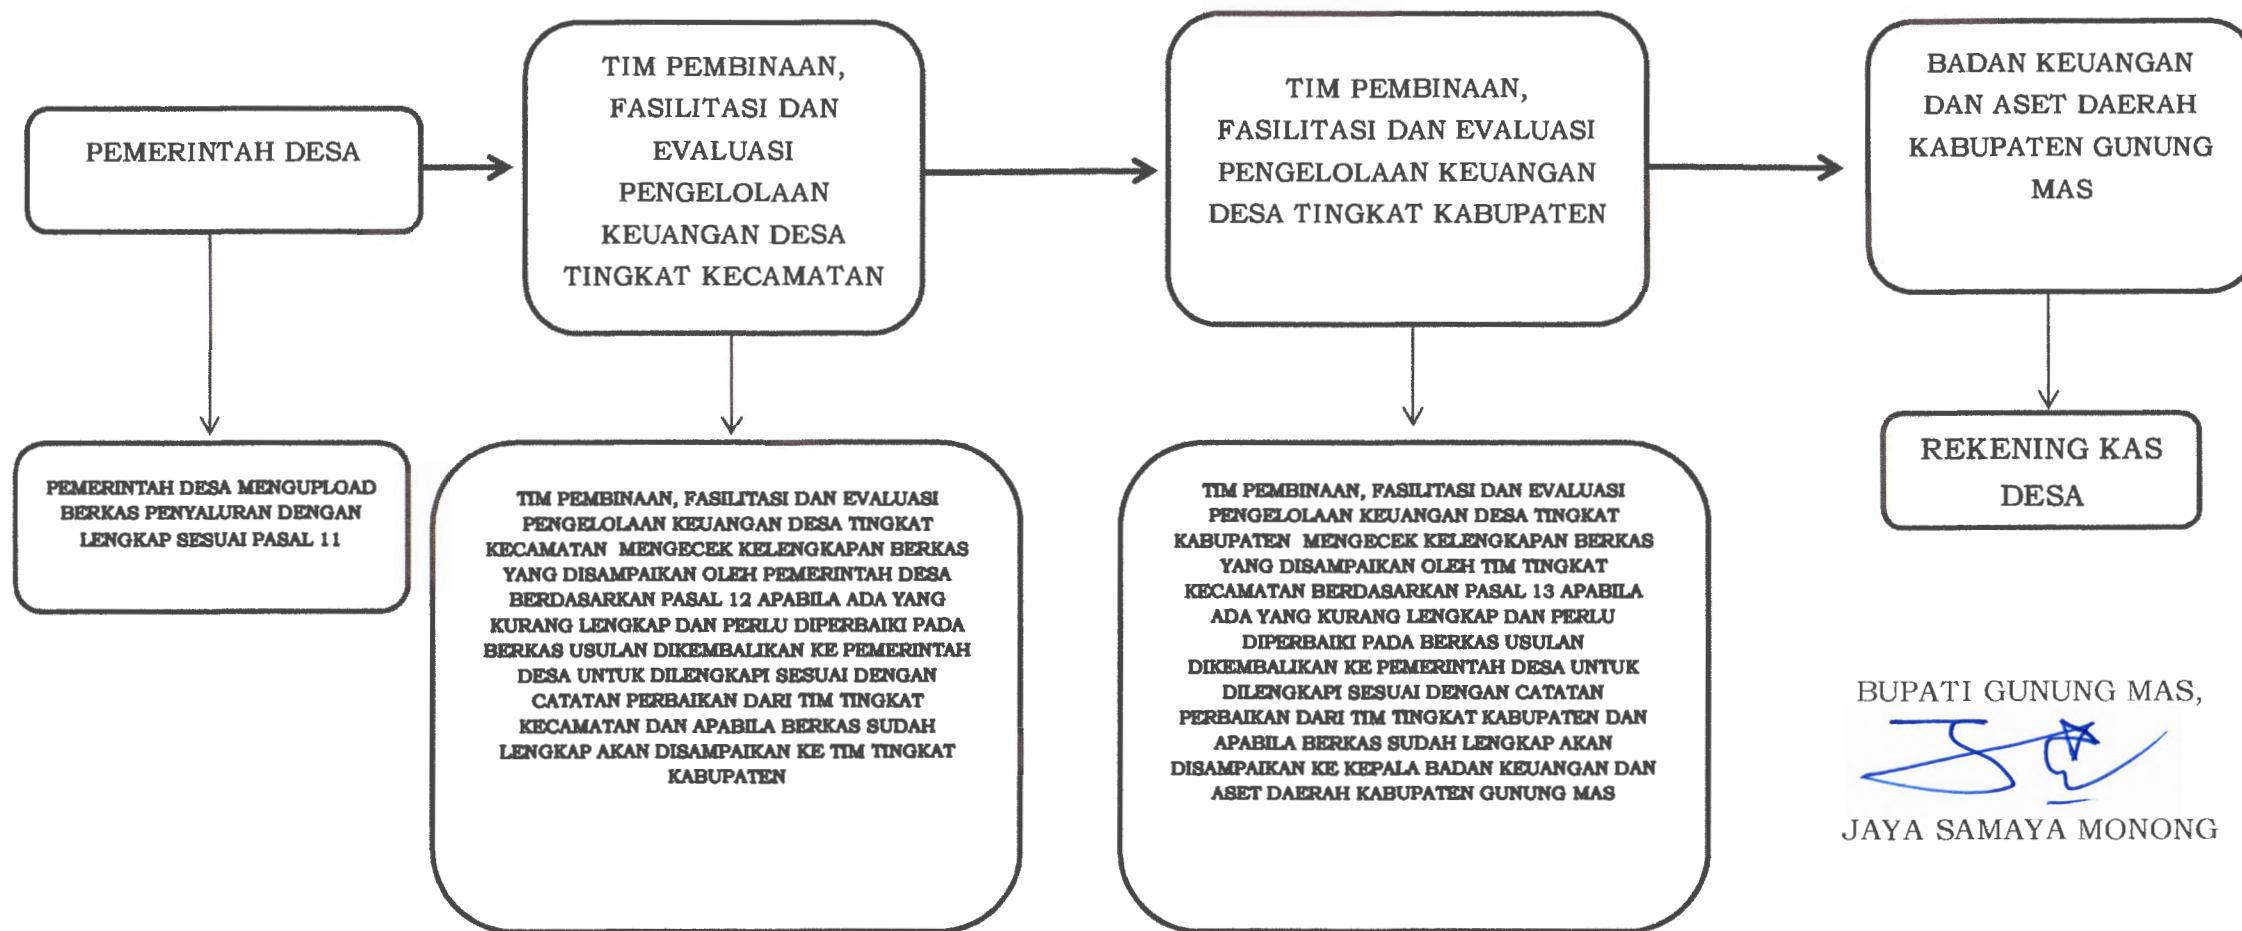 PEMERINTAH DESA
TIM PEMBINAAN,
FASILITASI DAN
EVALUASI
PENGELOLAAN
KEUANGAN DESA
TINGKAT KECAMATAN
TIM PEMBINAAN,
FASILITASI DAN EVALUASI
PENGELOLAAN KEUANGAN
DESA TINGKAT KABUPATEN
BADAN KEUANGAN
DAN ASET DAERAH
KABUPATEN GUNUNG
MAS
PEMERINTAH DESA MENGUPLOAD
BERKAS PENYALURAN DENGAN
LENGKAP SESUAI PASAL 11
TIM PEMBINAAN, FASILITASI DAN EVALUASI
PENGELOLAAN KEUANGAN DESA TINGKAT
KECAMATAN MENGECEK KELENGKAPAN BERKAS
YANG DISAMPAIKAN OLEH PEMERINTAH DESA
BERDASARKAN PASAL 12 APABILA ADA YANG
KURANG LENGKAP DAN PERLU DIPERBAIKI PADA
BERKAS USULAN DIKEMBALIKAN KE PEMERINTAH
DESA UNTUK DILENGKAPI SESUAI DENGAN
CATATAN PERBAIKAN DARI TIM TINGKAT
KECAMATAN DAN APABILA BERKAS SUDAH
LENGKAP AKAN DISAMPAIKAN KE TIM TINGKAT
KABUPATEN
TIM PEMBINAAN, FASILITASI DAN EVALUASI
PENGELOLAAN KEUANGAN DESA TINGKAT
KABUPATEN MENGECEK KELENGKAPAN BERKAS
YANG DISAMPAIKAN OLEH TIM TINGKAT
KECAMATAN BERDASARKAN PASAL 13 APABILA
ADA YANG KURANG LENGKAP DAN PERLU
DIPERBAIKI PADA BERKAS USULAN
DIKEMBALIKAN KE PEMERINTAH DESA UNTUK
DILENGKAPI SESUAI DENGAN CATATAN
PERBAIKAN DARI TIM TINGKAT KABUPATEN DAN
APABILA BERKAS SUDAH LENGKAP AKAN
DISAMPAIKAN KE KEPALA BADAN KEUANGAN DAN
ASET DAERAH KABUPATEN GUNUNG MAS
REKENING KAS
DESA
BUPATI GUNUNG MAS,
JAYA SAMAYA MONONG